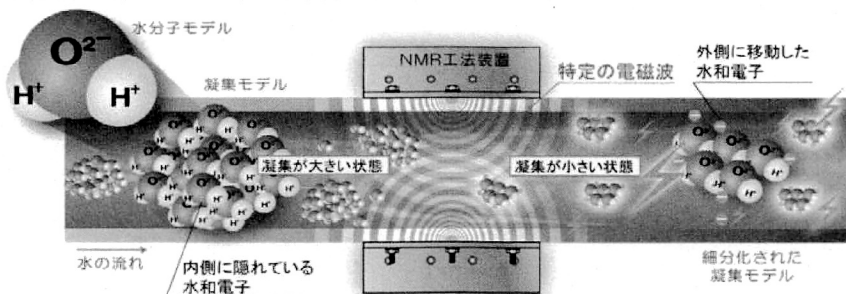 水分子モデル
O²⁻
H⁺
H⁺
凝集モデル
NMR工法装置
特定の電磁波
外側に移動した
水和電子
凝集が大きい状態
凝集が小さい状態
水の流れ
内側に隠れている
水和電子
細分化された
凝集モデル